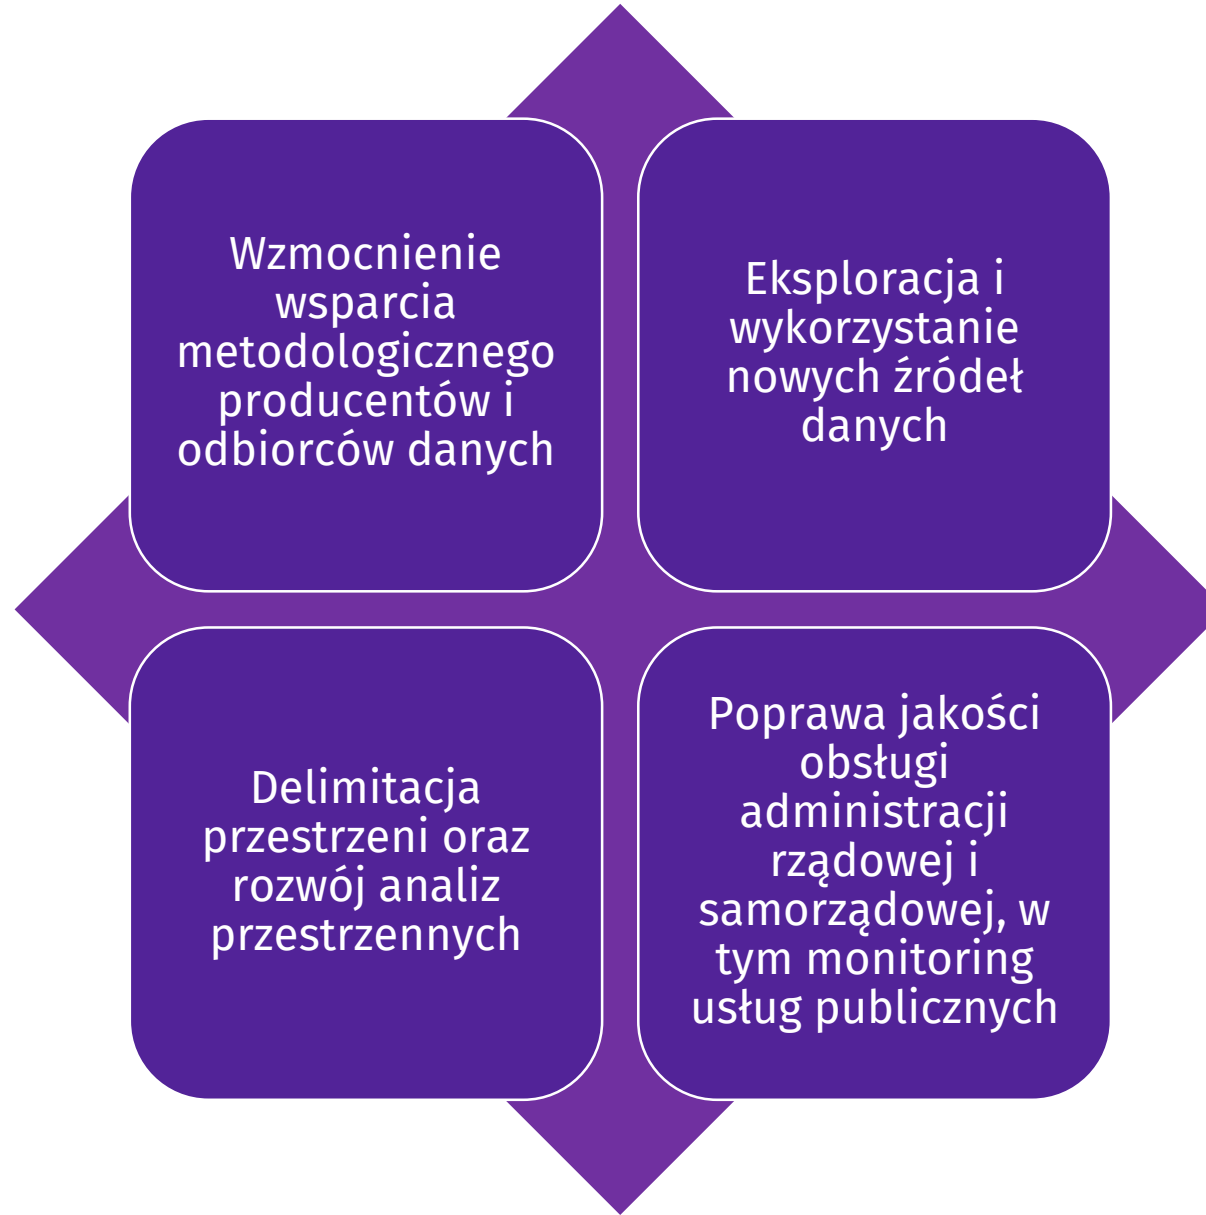 Wzmocnienie
wsparcia
metodologicznego
producentów i
odbiorców danych
Eksploracja i
wykorzystanie
nowych źródeł
danych
Delimitacja
przestrzeni oraz
rozwój analiz
przestrzennych
Poprawa jakości
obsługi
administracji
rządowej i
samorządowej, w
tym monitoring
usług publicznych